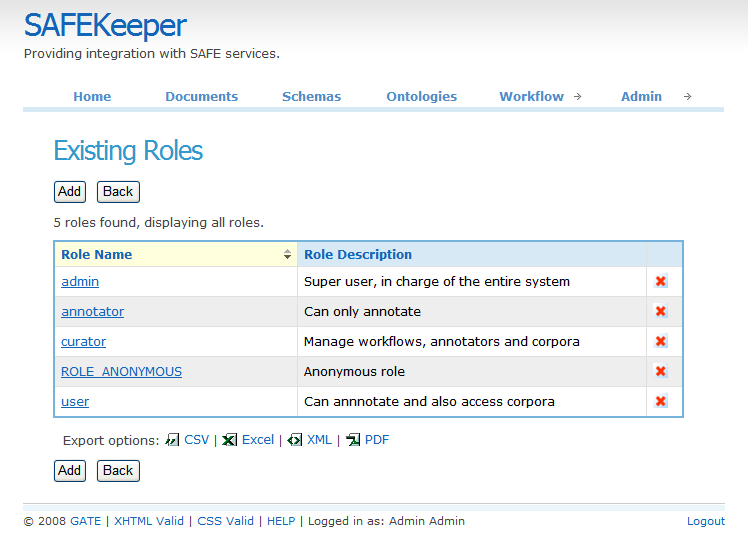 SAFEKeeper
Providing integration with SAFE services.
Home Documents Schemas Ontologies Workflow Admin
Existing Roles
Add Back
5 roles found, displaying all roles.
Role Name Role Description
admin Super user, in charge of the entire system
annotator Can only annotate
curator Manage workflows, annotators and corpora
ROLE_ANONYMOUS Anonymous role
user Can annnotate and also access corpora
Export options: CSV | Excel | XML | PDF
Add Back
© 2008 GATE | XHTML Valid | CSS Valid | HELP | Logged in as: Admin Admin Logout